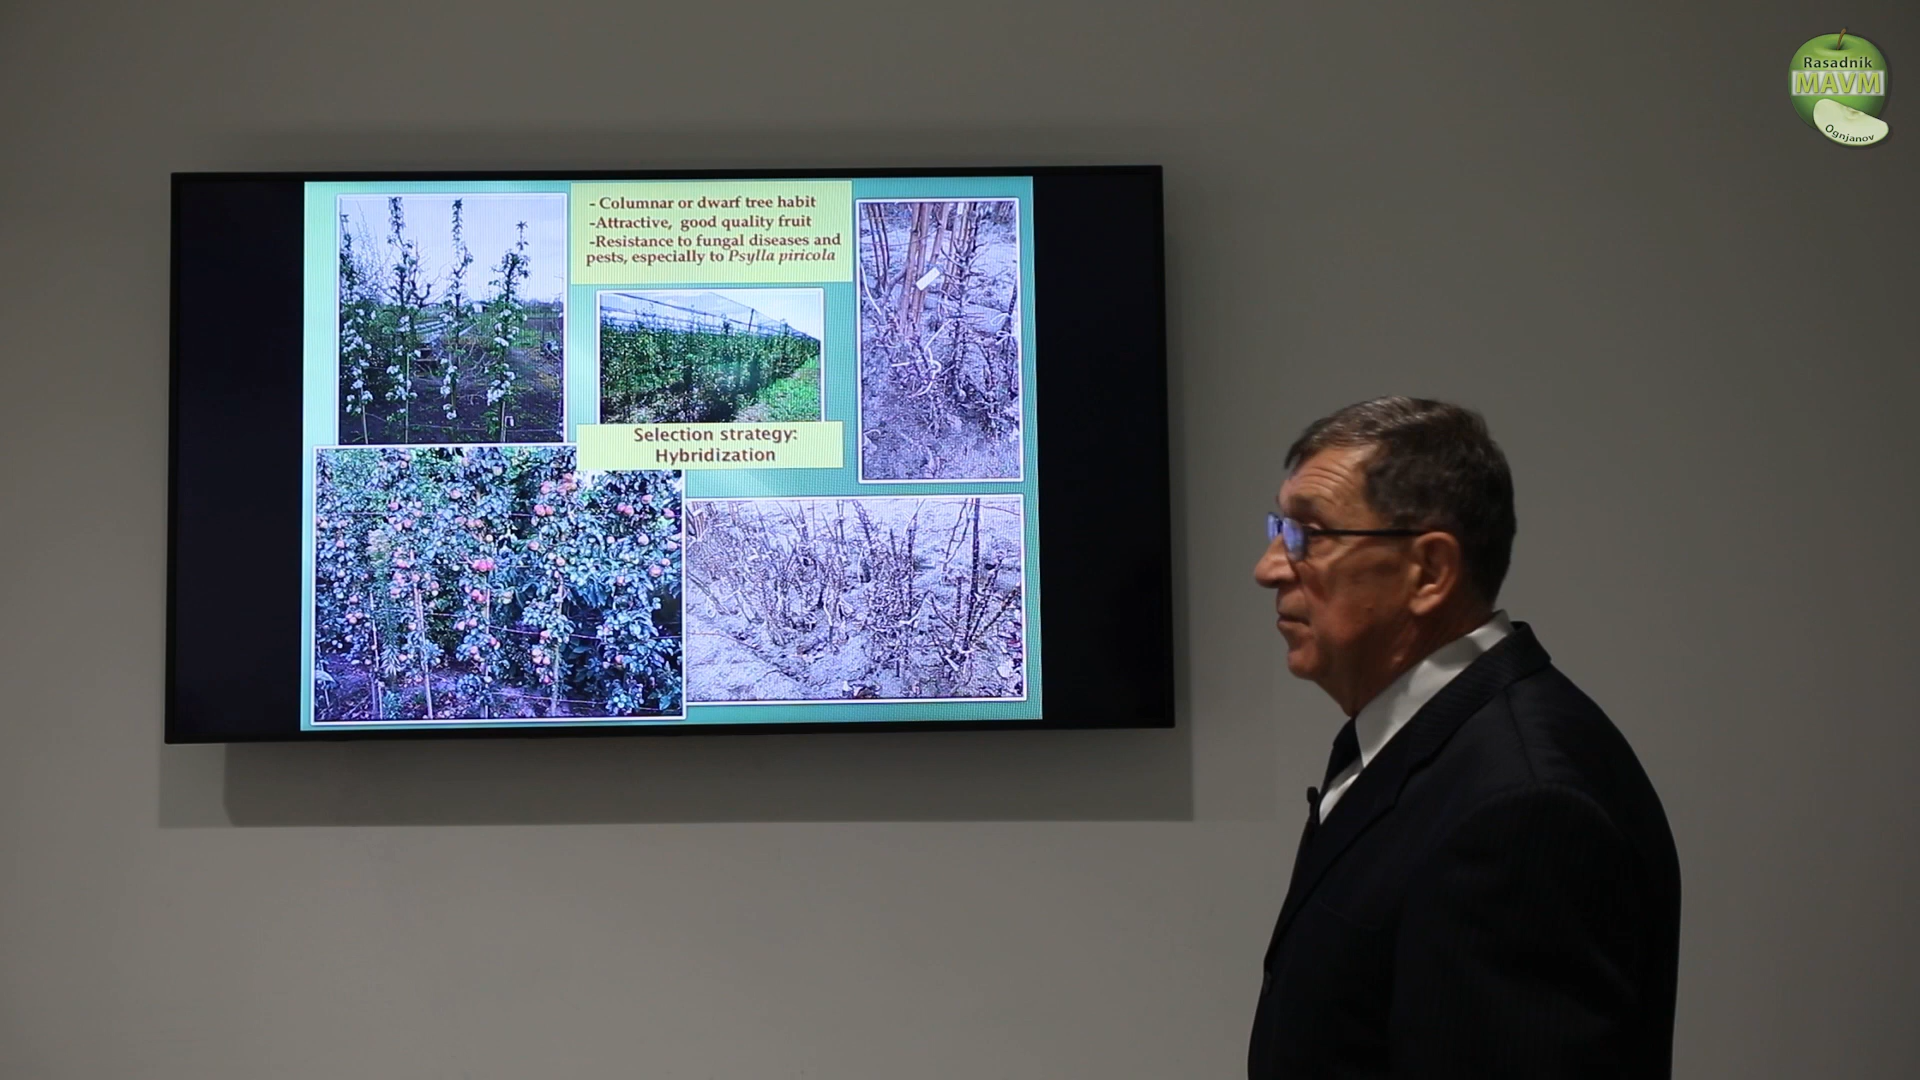 - Columnar or dwarf tree habit
-Attractive, good quality fruit
-Resistance to fungal diseases and
pests, especially to Psylla piricola
Selection strategy:
Hybridization
Rasadnik
MAVM
Ognjanov